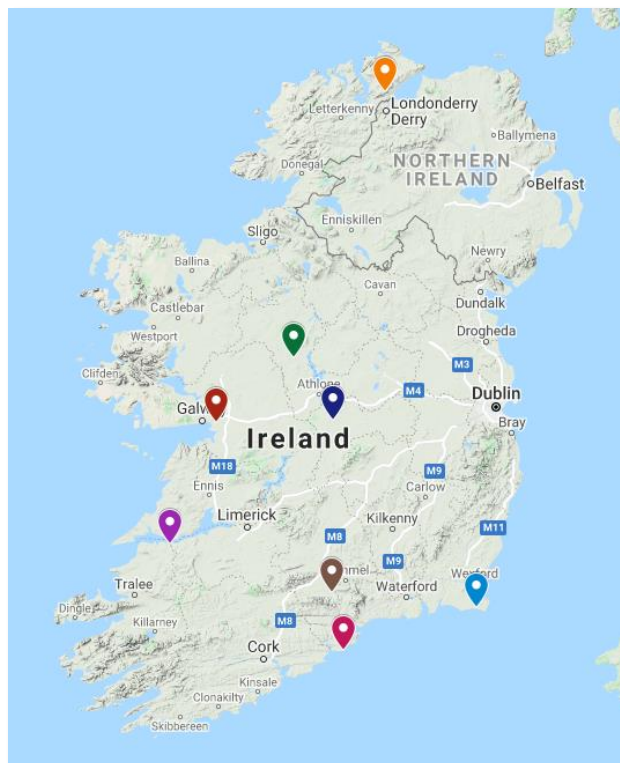 Londonderry
Derry
Letterkenny
Ballymena
NORTHERN
IRELAND
Donegal
Belfast
Enniskillen
Sligo
Newry
Ballina
Cavan
Dundalk
Castlebar
Westport
Drogheda
M3
Clifden
Athlone
M4
Dublin
Galw
Bray
Ireland
M18
M9
Ennis
Carlow
Limerick
Kilkenny
M11
M8
M9
Wexford
mel
Waterford
Tralee
Dingle
Killarney
M8
Cork
Kinsale
Clonakilty
Skibbereen